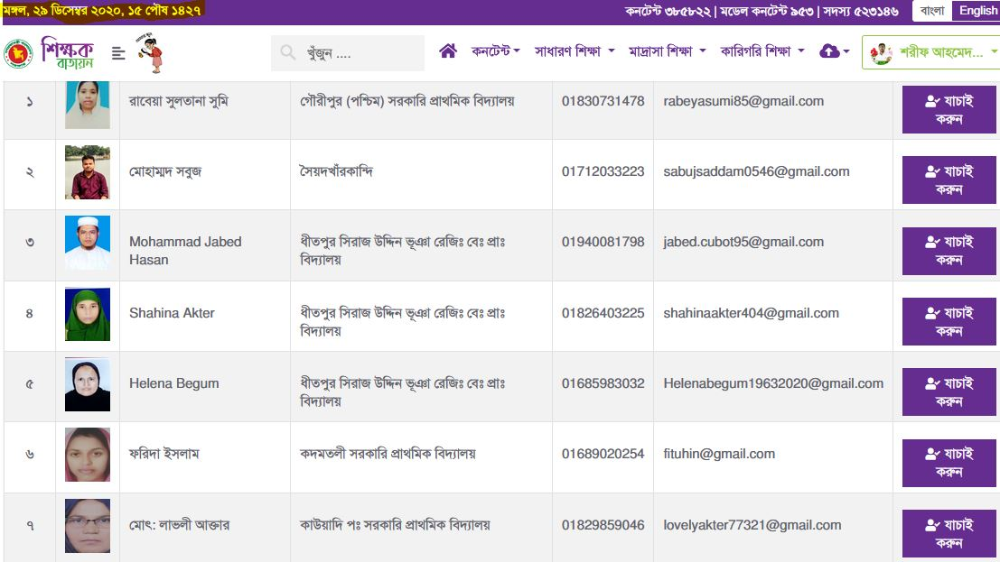 মঙ্গল, ২৯ ডিসেম্বর ২০২০, ১৫ পৌষ ১৪২৭
কনটেন্ট ৩৮৫৮২২ | মডেল কনটেন্ট ৯৫৩ | সদস্য ৫২৩১৪৬
বাংলা English
শিক্ষক
বাতায়ন
খুঁজুন ....
কনটেন্ট সাধারণ শিক্ষা মাদ্রাসা শিক্ষা কারিগরি শিক্ষা
শরীফ আহমেদ...
১ রাবেয়া সুলতানা সুমি গৌরীপুর (পশ্চিম) সরকারি প্রাথমিক বিদ্যালয় 01830731478 rabeyasumi85@gmail.com যাচাই
করুন
২ মোহাম্মদ সবুজ সৈয়দখাঁরকান্দি 01712033223 sabujsaddam0546@gmail.com যাচাই
করুন
৩ Mohammad Jabed ধীতপুর সিরাজ উদ্দিন ভূঞা রেজিঃ বেঃ প্রাঃ 01940081798 jabed.cubot95@gmail.com যাচাই
Hasan বিদ্যালয় করুন
৪ Shahina Akter ধীতপুর সিরাজ উদ্দিন ভূঞা রেজিঃ বেঃ প্রাঃ 01826403225 shahinaakter404@gmail.com যাচাই
বিদ্যালয় করুন
৫ Helena Begum ধীতপুর সিরাজ উদ্দিন ভূঞা রেজিঃ বেঃ প্রাঃ 01685983032 Helenabegum19632020@gmail.com যাচাই
বিদ্যালয় করুন
৬ ফরিদা ইসলাম কদমতলী সরকারি প্রাথমিক বিদ্যালয় 01689020254 fituhin@gmail.com যাচাই
করুন
৭ মোৎ: লাভলী আক্তার কাউয়াদি পঃ সরকারি প্রাথমিক বিদ্যালয় 01829859046 lovelyakter77321@gmail.com যাচাই
করুন